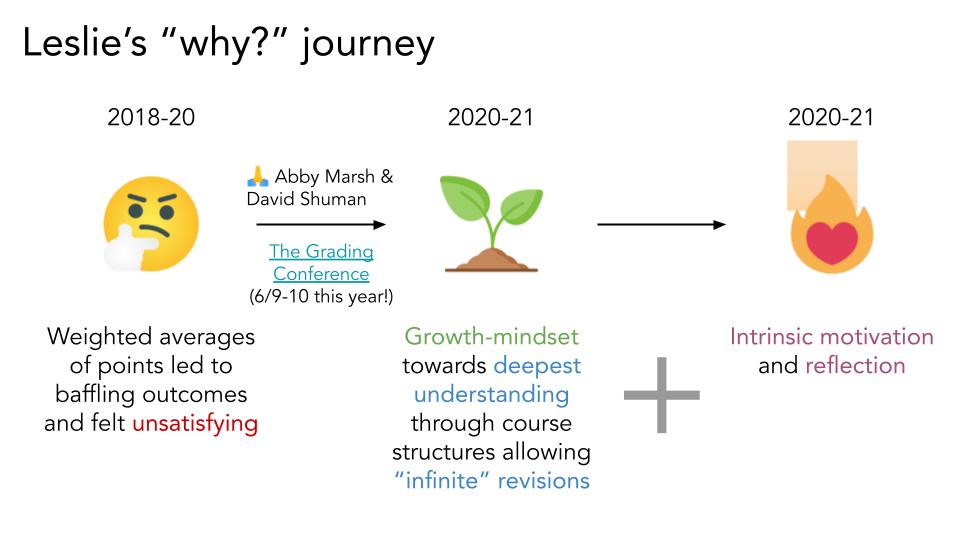 Leslie’s “why?” journey
2018-20
Abby Marsh &
David Shuman
The Grading
Conference
(6/9-10 this year!)
2020-21
2020-21
Weighted averages
of points led to
baffling outcomes
and felt unsatisfying
Growth-mindset
towards deepest
understanding
through course
structures allowing
“infinite” revisions
Intrinsic motivation
and reflection